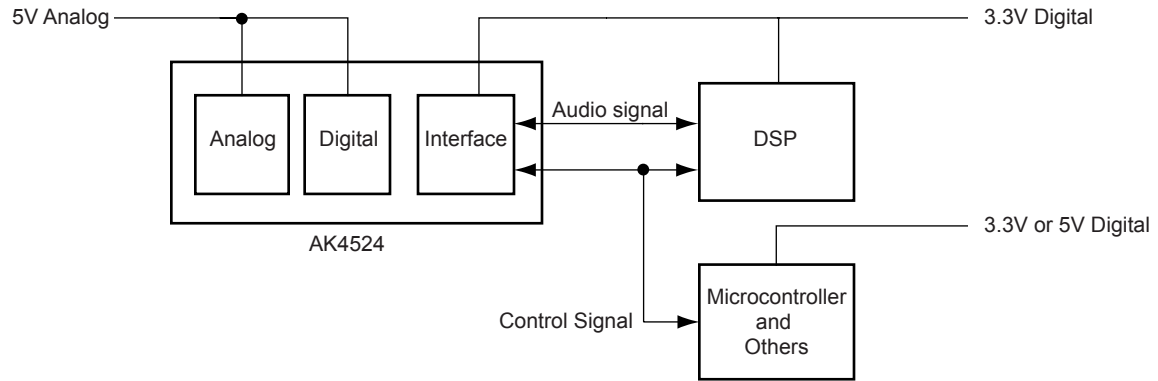 5V Analog
3.3V Digital
Audio signal
Analog
Digital
Interface
DSP
AK4524
3.3V or 5V Digital
Control Signal
Microcontroller
and
Others